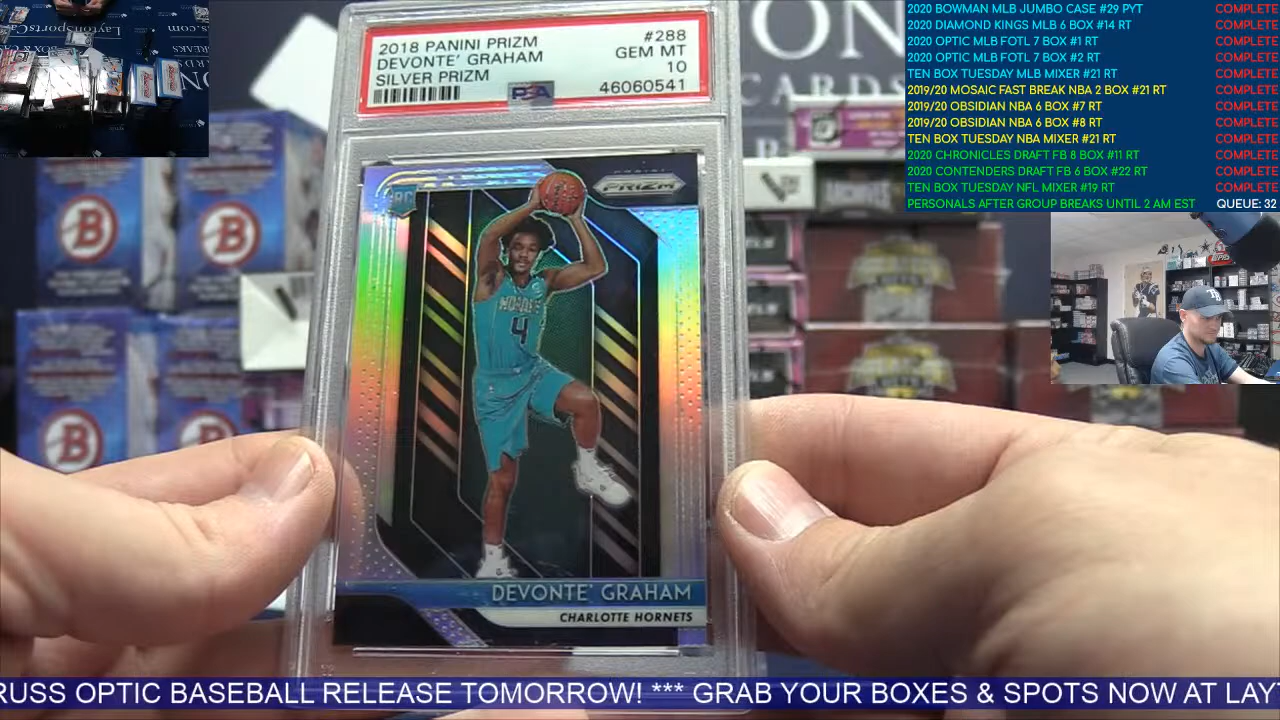 2018 PANINI PRIZM #288
DEVONTE' GRAHAM GEM MT
SILVER PRIZM 10
PSA 46060541
RC
PANINI
PRIZM
4
DEVONTE' GRAHAM
CHARLOTTE HORNETS
2020 BOWMAN MLB JUMBO CASE #29 PYT COMPLETE
2020 DIAMOND KINGS MLB 6 BOX #14 RT COMPLETE
2020 OPTIC MLB FOTL 7 BOX #1 RT COMPLETE
2020 OPTIC MLB FOTL 7 BOX #2 RT COMPLETE
TEN BOX TUESDAY MLB MIXER #21 RT COMPLETE
2019/20 MOSAIC FAST BREAK NBA 2 BOX #21 RT COMPLETE
2019/20 OBSIDIAN NBA 6 BOX #7 RT COMPLETE
2019/20 OBSIDIAN NBA 6 BOX #8 RT COMPLETE
TEN BOX TUESDAY NBA MIXER #21 RT COMPLETE
2020 CHRONICLES DRAFT FB 8 BOX #11 RT COMPLETE
2020 CONTENDERS DRAFT FB 6 BOX #22 RT COMPLETE
TEN BOX TUESDAY NFL MIXER #19 RT COMPLETE
PERSONALS AFTER GROUP BREAKS UNTIL 2 AM EST QUEUE: 32
B
B
B
B
RUSS OPTIC BASEBALL RELEASE TOMORROW! *** GRAB YOUR BOXES & SPOTS NOW AT LAYT